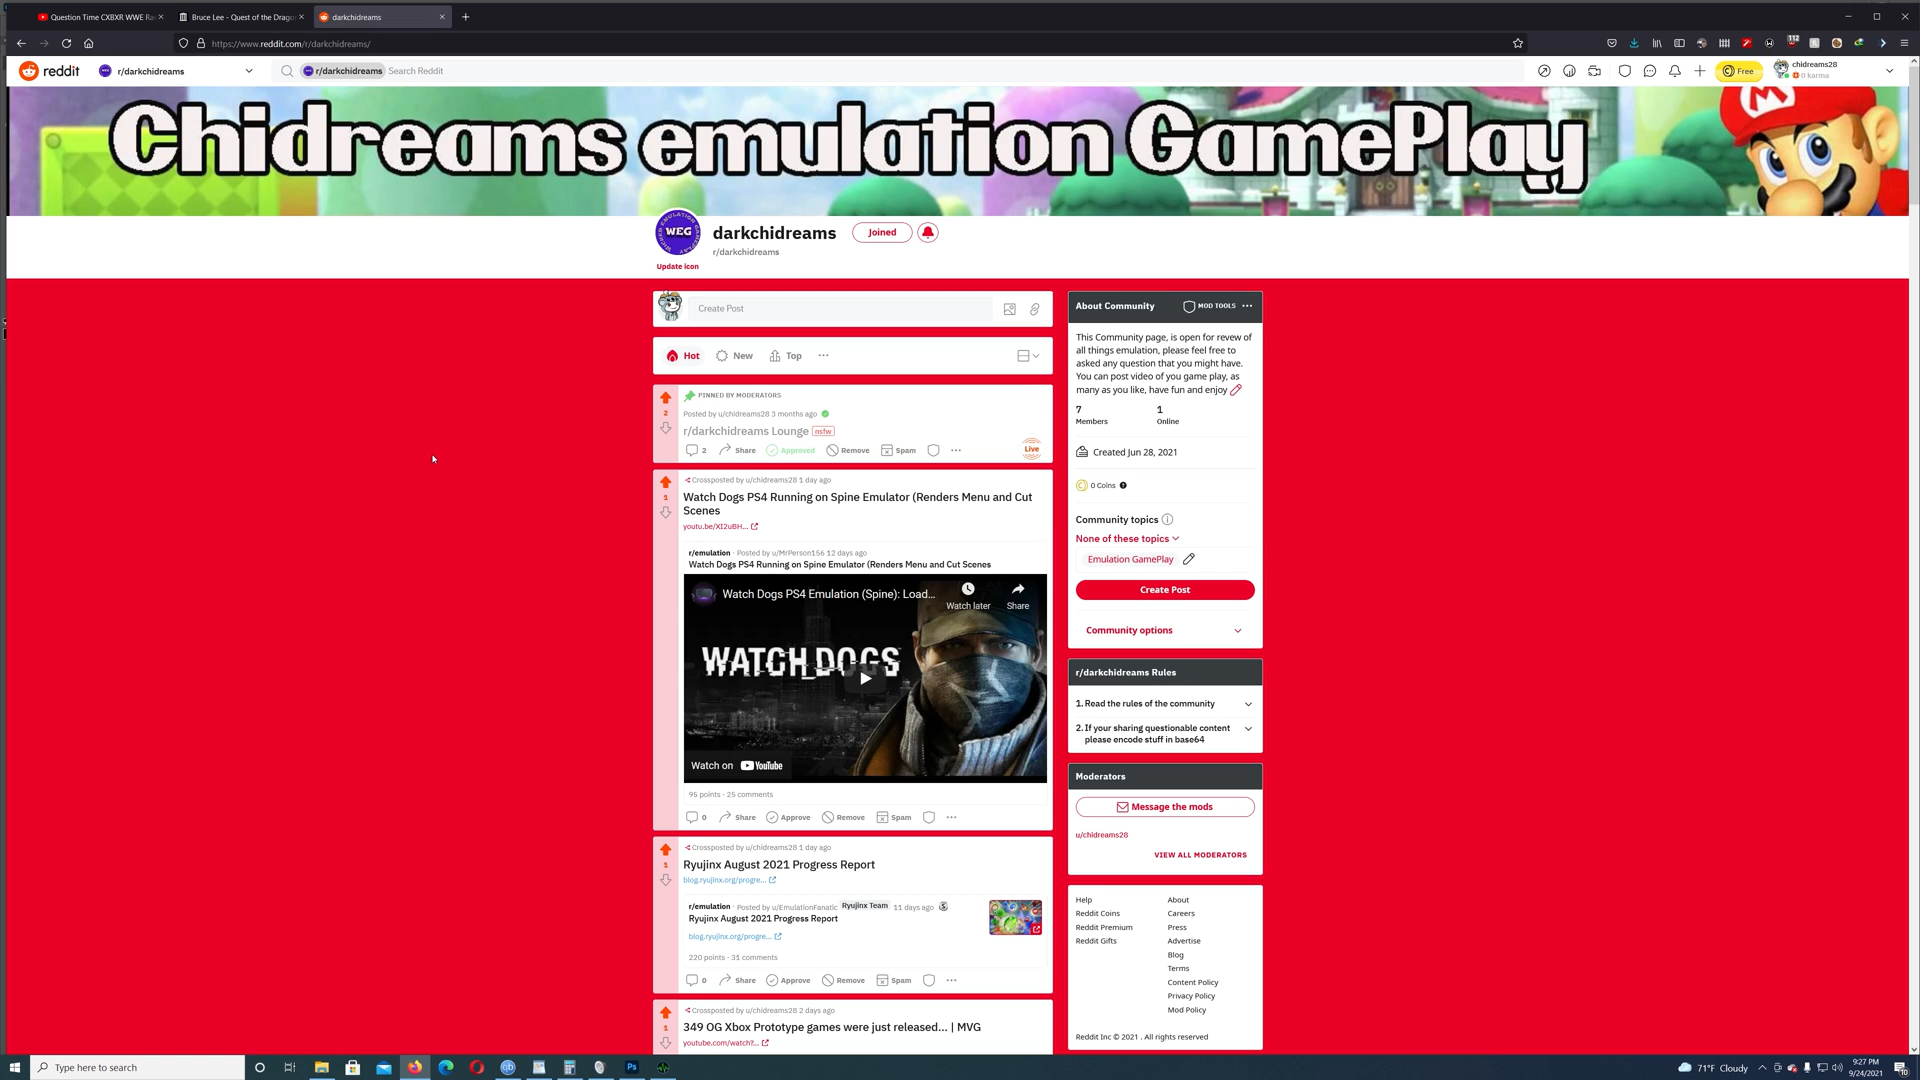 Question Time CXBXR WWE Ra
Bruce Lee - Quest of the Drago
darkchidreams
https://www.reddit.com/r/darkchidreams/
112
reddit
r/darkchidreams
r/darkchidreams Search Reddit
Free
chidreams28
0 karma
Chidreams emulation GamePlay
WEG
darkchidreams
Joined
r/darkchidreams
Update icon
Create Post
Hot
New
Top
PINNED BY MODERATORS
2
Posted by u/chidreams28 3 months ago
r/darkchidreams Lounge nsfw
2 Share Approved Remove Spam
Live
Crossposted by u/chidreams28 1 day ago
1
Watch Dogs PS4 Running on Spine Emulator (Renders Menu and Cut
Scenes
youtu.be/XI2uBH...
r/emulation · Posted by u/MrPerson156 12 days ago
Watch Dogs PS4 Running on Spine Emulator (Renders Menu and Cut Scenes
Watch Dogs PS4 Emulation (Spine): Load...
Watch later
Share
WATCH DOGS
Watch on YouTube
95 points · 25 comments
0 Share Approve Remove Spam
Crossposted by u/chidreams28 1 day ago
1
Ryujinx August 2021 Progress Report
blog.ryujinx.org/progre...
r/emulation · Posted by u/EmulationFanatic Ryujinx Team 11 days ago
Ryujinx August 2021 Progress Report
blog.ryujinx.org/progre...
220 points · 31 comments
0 Share Approve Remove Spam
Crossposted by u/chidreams28 2 days ago
1
349 OG Xbox Prototype games were just released... | MVG
youtube.com/watch?...
About Community
MOD TOOLS
This Community page, is open for revew of
all things emulation, please feel free to
asked any question that you might have.
You can post video of you game play, as
many as you like, have fun and enjoy
7
1
Members
Online
Created Jun 28, 2021
0 Coins
Community topics
None of these topics
Emulation GamePlay
Create Post
Community options
r/darkchidreams Rules
1. Read the rules of the community
2. If your sharing questionable content
please encode stuff in base64
Moderators
Message the mods
u/chidreams28
VIEW ALL MODERATORS
Help
About
Reddit Coins
Careers
Reddit Premium
Press
Reddit Gifts
Advertise
Blog
Terms
Content Policy
Privacy Policy
Mod Policy
Reddit Inc © 2021 . All rights reserved
Type here to search
qb
Ps
71°F Cloudy
9:27 PM
9/24/2021
10